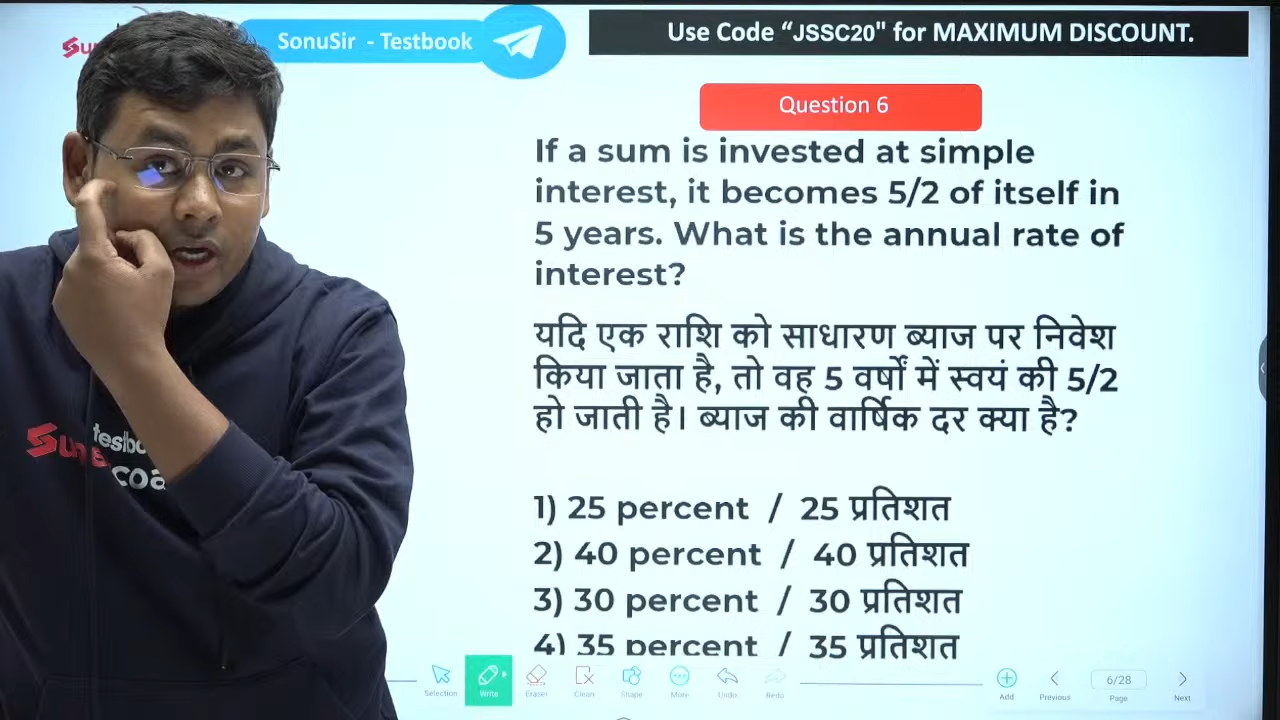 SonuSir - Testbook
Use Code “JSSC20" for MAXIMUM DISCOUNT.
Question 6
If a sum is invested at simple
interest, it becomes 5/2 of itself in
5 years. What is the annual rate of
interest?
यदि एक राशि को साधारण ब्याज पर निवेश
किया जाता है, तो वह 5 वर्षों में स्वयं की 5/2
हो जाती है। ब्याज की वार्षिक दर क्या है?
1) 25 percent / 25 प्रतिशत
2) 40 percent / 40 प्रतिशत
3) 30 percent / 30 प्रतिशत
4) 35 percent / 35 प्रतिशत
Selection
Write
Eraser
Clean
Shape
More
Undo
Redo
Add
Previous
6/28
Page
Next